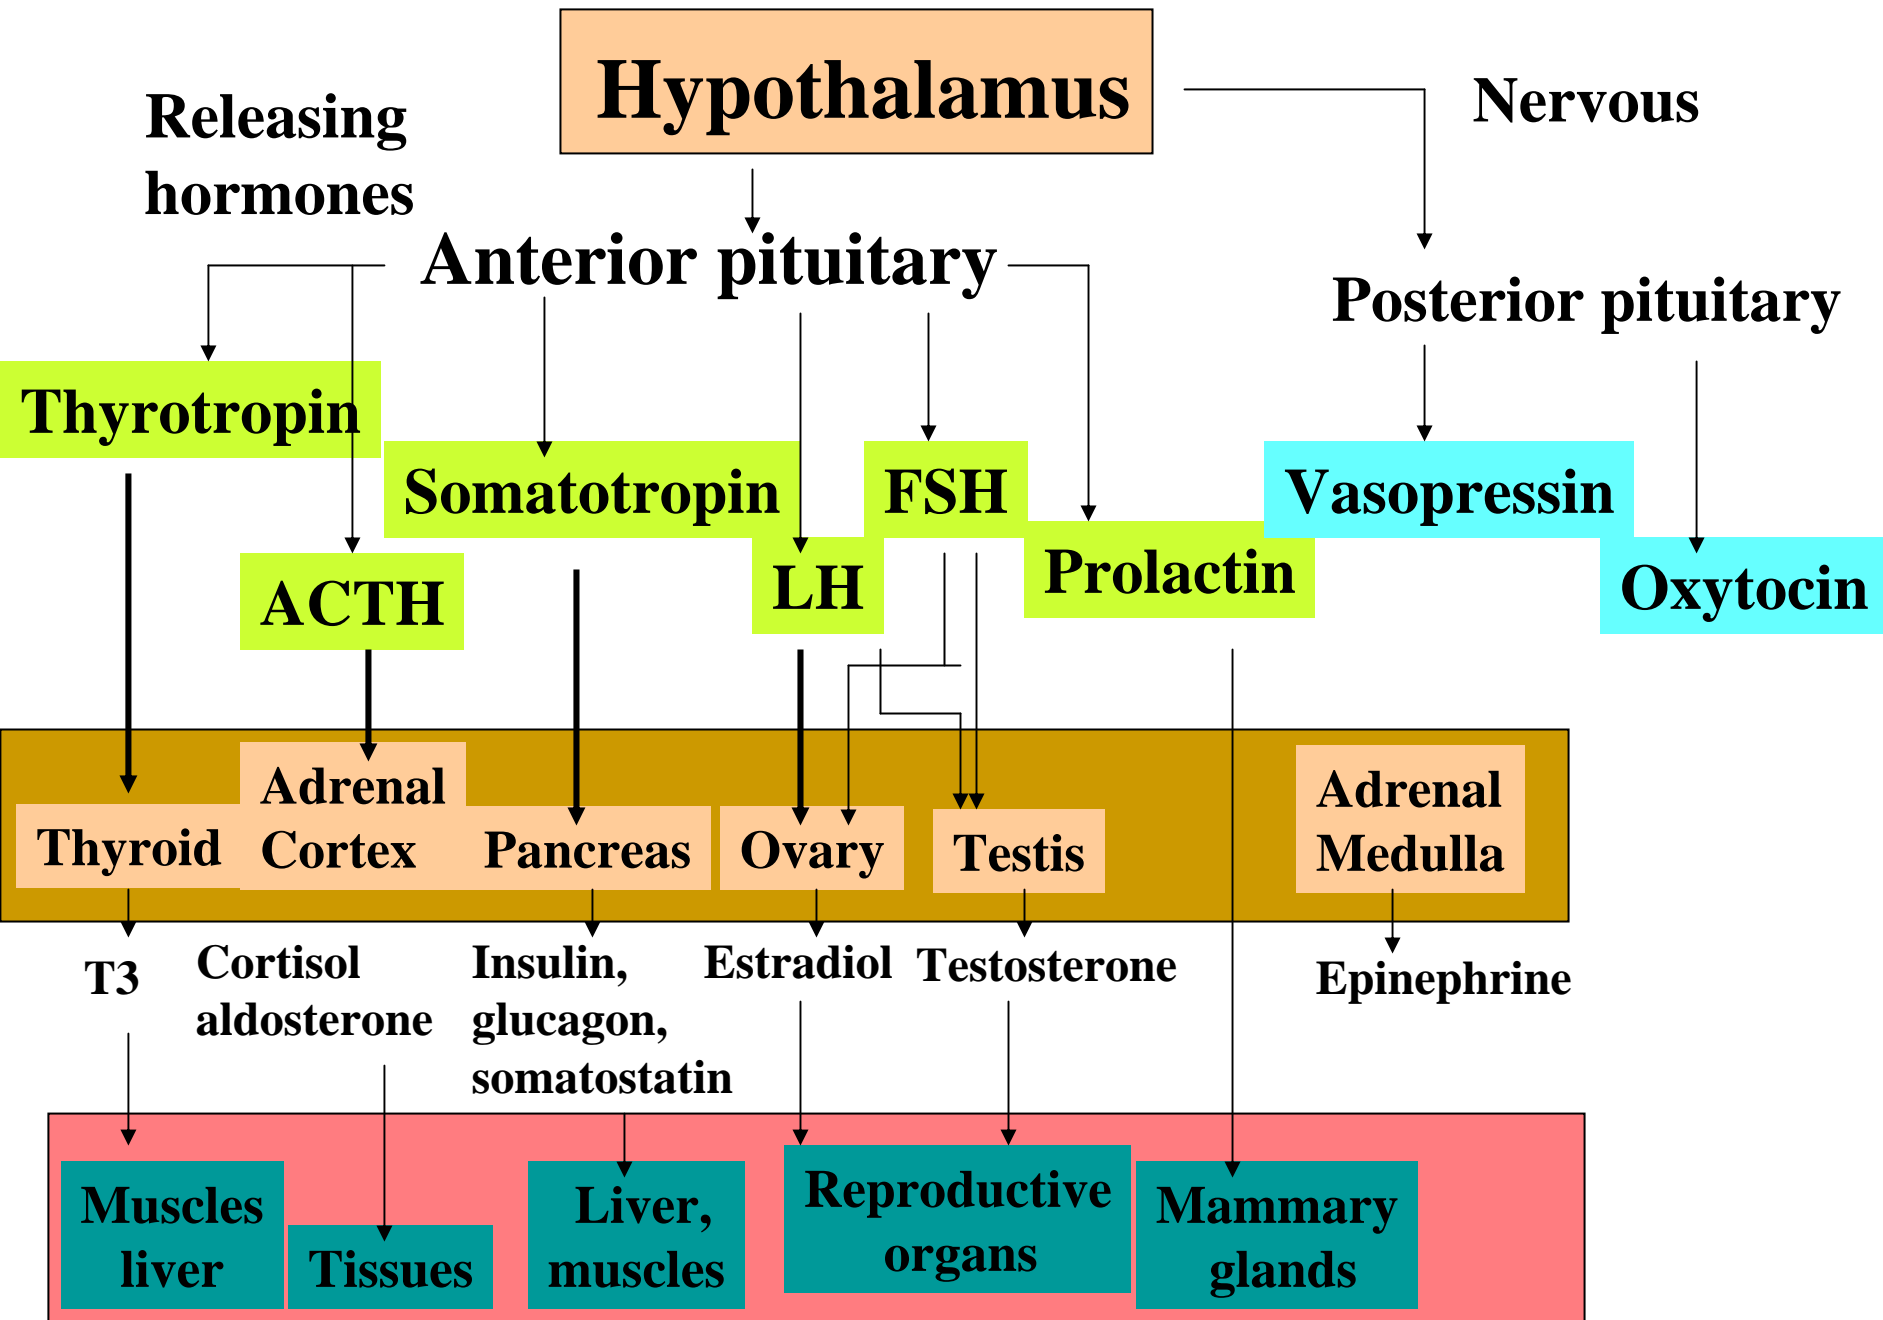 Hypothalamus
Nervous
Releasing
hormones
Anterior pituitary
Posterior pituitary
Thyrotropin
Somatotropin
FSH
Vasopressin
ACTH
LH
Prolactin
Oxytocin
Thyroid
Adrenal
Cortex
Pancreas
Ovary
Testis
Adrenal
Medulla
T3
Cortisol
aldosterone
Insulin,
glucagon,
somatostatin
Estradiol
Testosterone
Epinephrine
Muscles
liver
Tissues
Liver,
muscles
Reproductive
organs
Mammary
glands